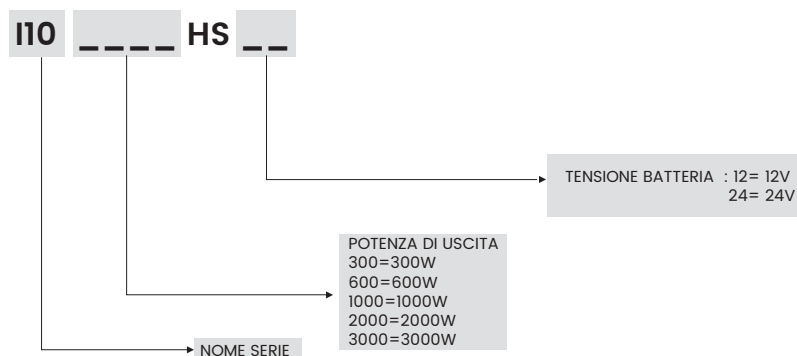 I10 _ _ _ _ HS _ _
TENSIONE BATTERIA : 12= 12V
24= 24V
POTENZA DI USCITA
300=300W
600=600W
1000=1000W
2000=2000W
3000=3000W
NOME SERIE